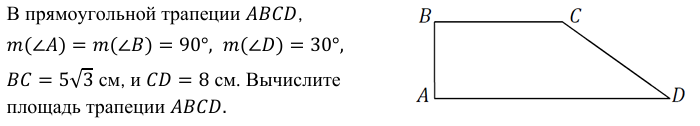 В прямоугольной трапеции ABCD,
m(∠A) = m(∠B) = 90°, m(∠D) = 30°,
BC = 5√3 см, и CD = 8 см. Вычислите
площадь трапеции ABCD.
B C
A D